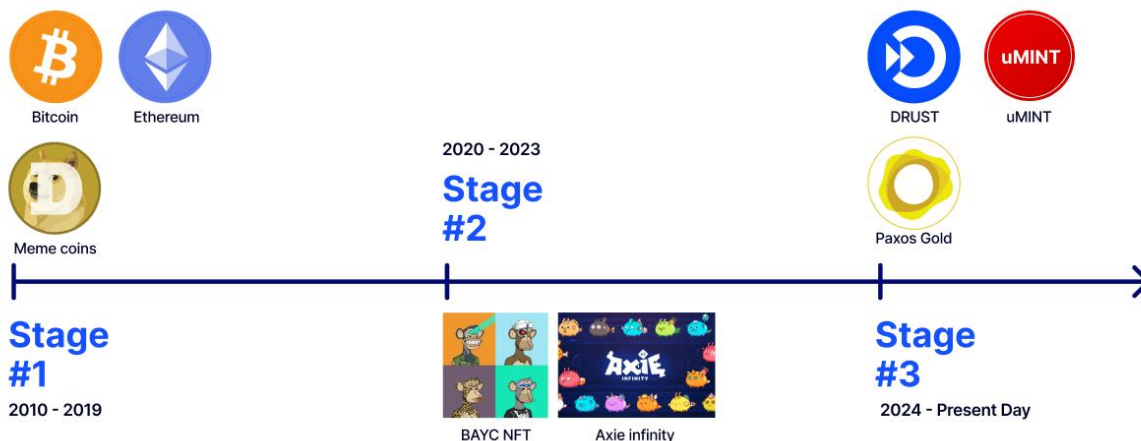 Bitcoin
Ethereum
D
Meme coins
Stage
#1
2010 - 2019
2020 - 2023
Stage
#2
AXIE
INFINITY
BAYC NFT
Axie infinity
uMINT
DRUST
uMINT
Paxos Gold
Stage
#3
2024 - Present Day